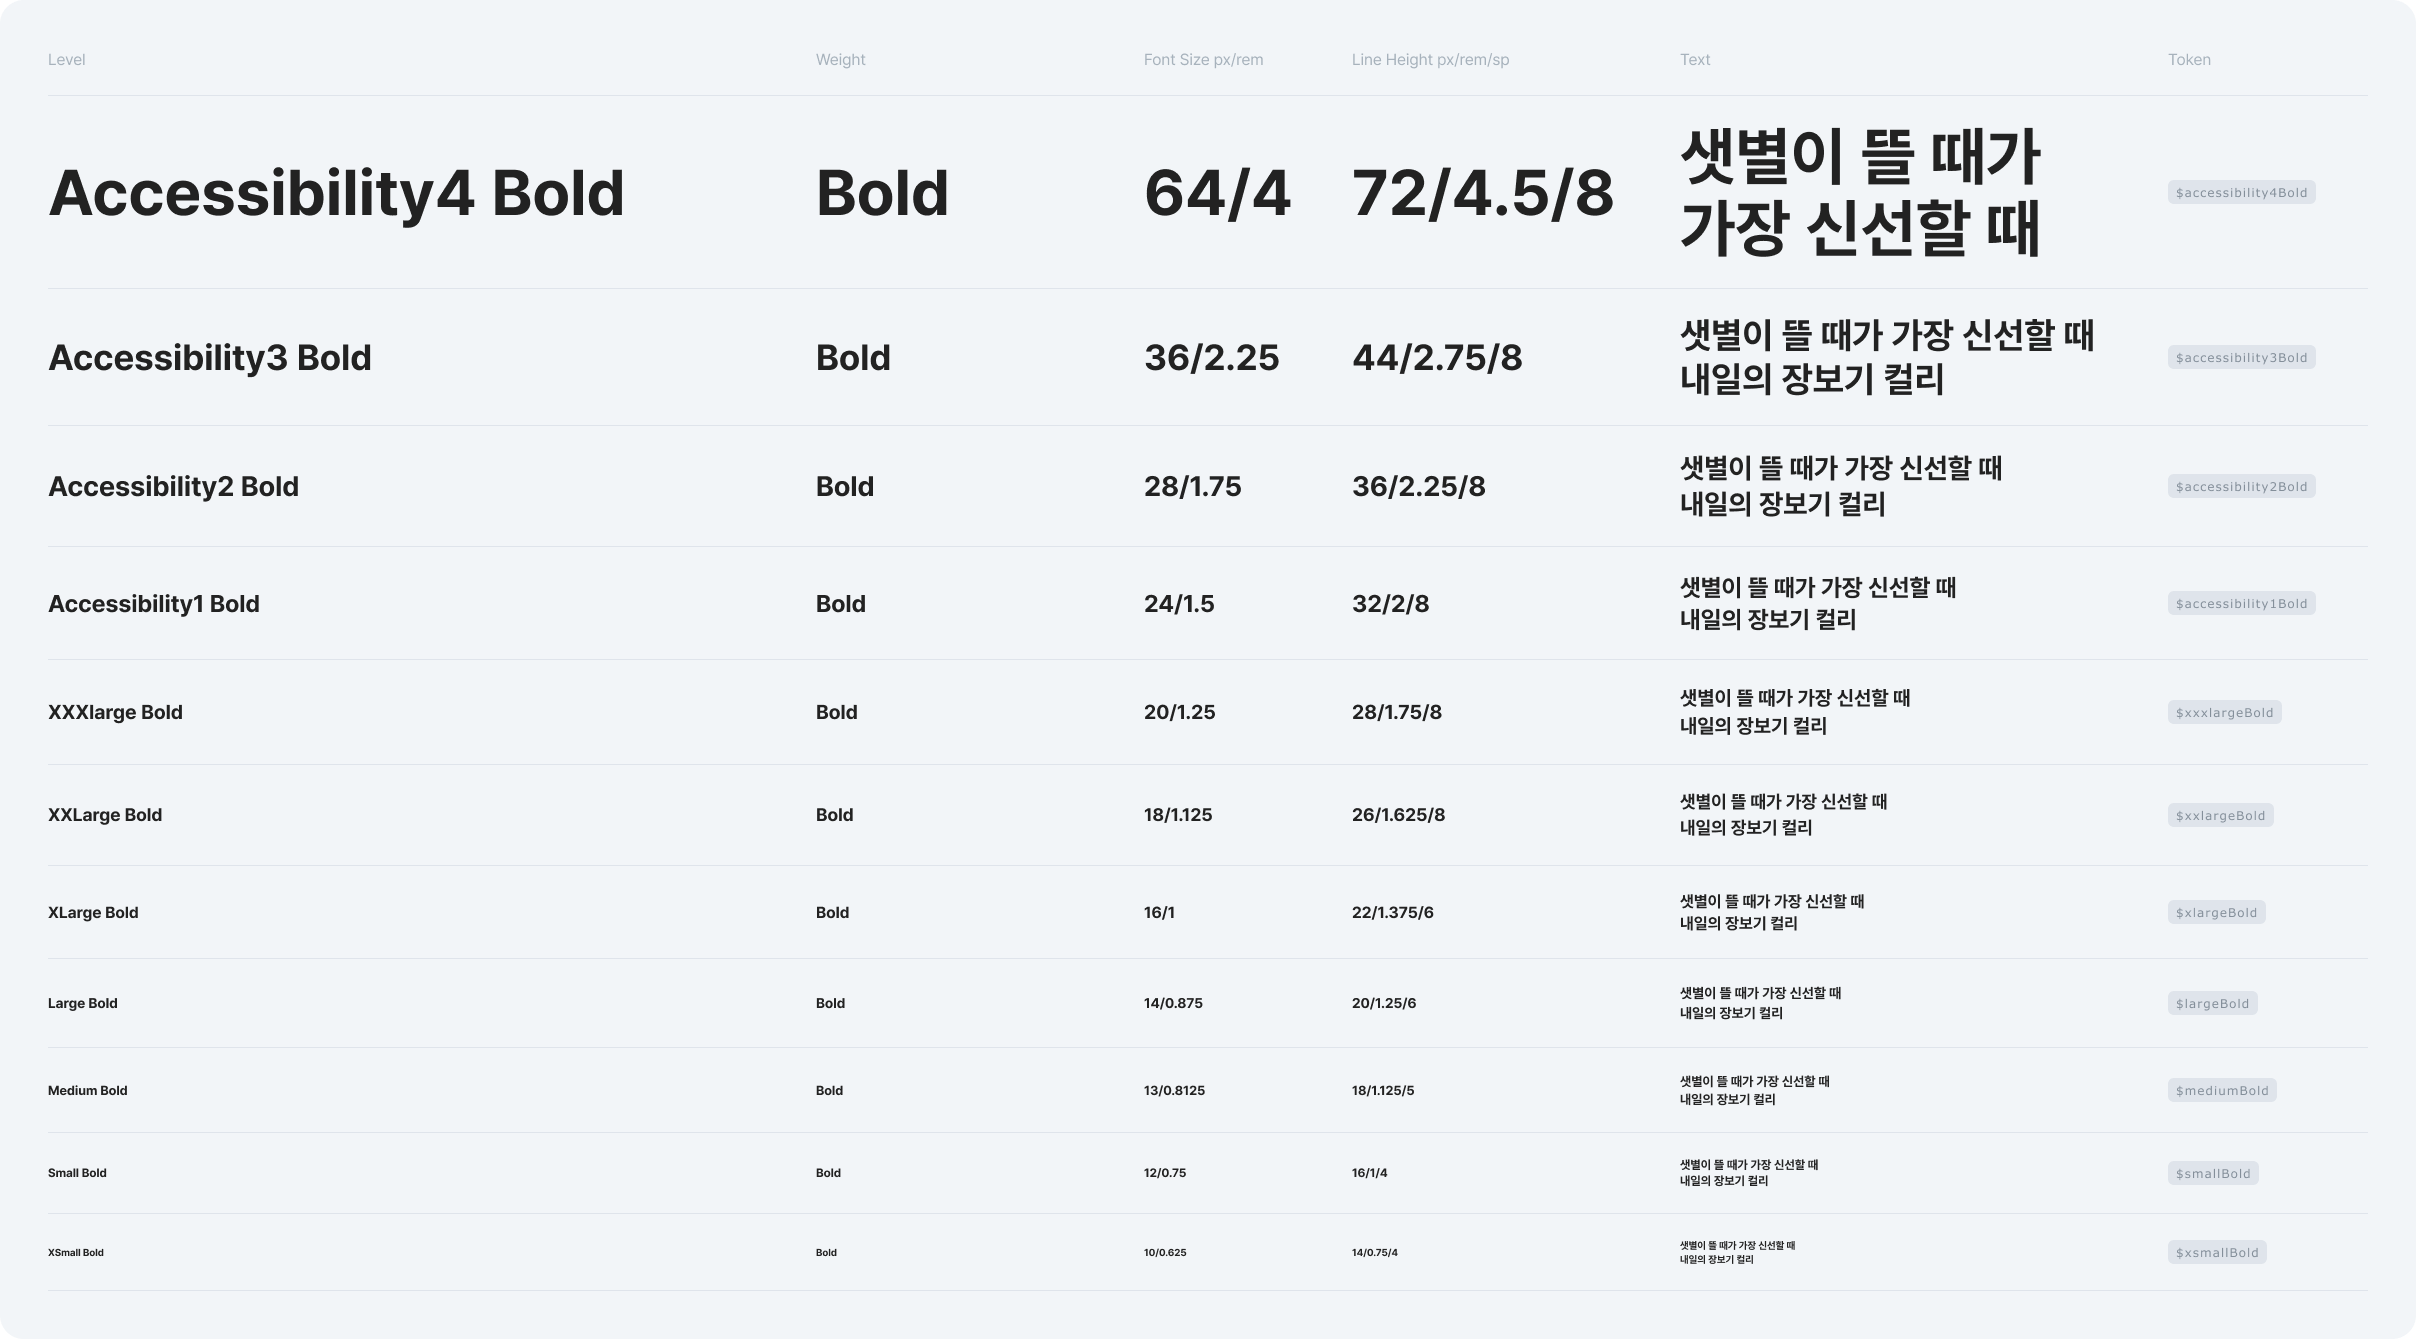 Level Weight Font Size px/rem Line Height px/rem/sp Text Token
Accessibility4 Bold Bold 64/4 72/4.5/8 샛별이 뜰 때가
가장 신선할 때 $accessibility4Bold
Accessibility3 Bold Bold 36/2.25 44/2.75/8 샛별이 뜰 때가 가장 신선할 때
내일의 장보기 컬리 $accessibility3Bold
Accessibility2 Bold Bold 28/1.75 36/2.25/8 샛별이 뜰 때가 가장 신선할 때
내일의 장보기 컬리 $accessibility2Bold
Accessibility1 Bold Bold 24/1.5 32/2/8 샛별이 뜰 때가 가장 신선할 때
내일의 장보기 컬리 $accessibility1Bold
XXXlarge Bold Bold 20/1.25 28/1.75/8 샛별이 뜰 때가 가장 신선할 때
내일의 장보기 컬리 $xxxlargeBold
XXLarge Bold Bold 18/1.125 26/1.625/8 샛별이 뜰 때가 가장 신선할 때
내일의 장보기 컬리 $xxlargeBold
XLarge Bold Bold 16/1 22/1.375/6 샛별이 뜰 때가 가장 신선할 때
내일의 장보기 컬리 $xlargeBold
Large Bold Bold 14/0.875 20/1.25/6 샛별이 뜰 때가 가장 신선할 때
내일의 장보기 컬리 $largeBold
Medium Bold Bold 13/0.8125 18/1.125/5 샛별이 뜰 때가 가장 신선할 때
내일의 장보기 컬리 $mediumBold
Small Bold Bold 12/0.75 16/1/4 샛별이 뜰 때가 가장 신선할 때
내일의 장보기 컬리 $smallBold
XSmall Bold Bold 10/0.625 14/0.75/4 샛별이 뜰 때가 가장 신선할 때
내일의 장보기 컬리 $xsmallBold